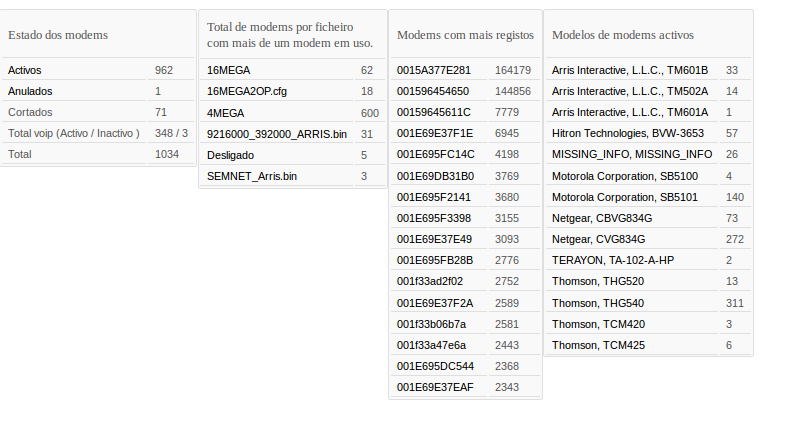 Estado dos modems
Activos 962
Anulados 1
Cortados 71
Total voip (Activo / Inactivo ) 348 / 3
Total 1034
Total de modems por ficheiro
com mais de um modem em uso.
16MEGA 62
16MEGA2OP.cfg 18
4MEGA 600
9216000_392000_ARRIS.bin 31
Desligado 5
SEMNET_Arris.bin 3
Modems com mais registos
0015A377E281 164179
001596454650 144856
00159645611C 7779
001E69E37F1E 6945
001E695FC14C 4198
001E69DB31B0 3769
001E695F2141 3680
001E695F3398 3155
001E69E37E49 3093
001E695FB28B 2776
001f33ad2f02 2752
001E69E37F2A 2589
001f33b06b7a 2581
001f33a47e6a 2443
001E695DC544 2368
001E69E37EAF 2343
Modelos de modems activos
Arris Interactive, L.L.C., TM601B 33
Arris Interactive, L.L.C., TM502A 14
Arris Interactive, L.L.C., TM601A 1
Hitron Technologies, BVW-3653 57
MISSING_INFO, MISSING_INFO 26
Motorola Corporation, SB5100 4
Motorola Corporation, SB5101 140
Netgear, CBVG834G 73
Netgear, CVG834G 272
TERAYON, TA-102-A-HP 2
Thomson, THG520 13
Thomson, THG540 311
Thomson, TCM420 3
Thomson, TCM425 6